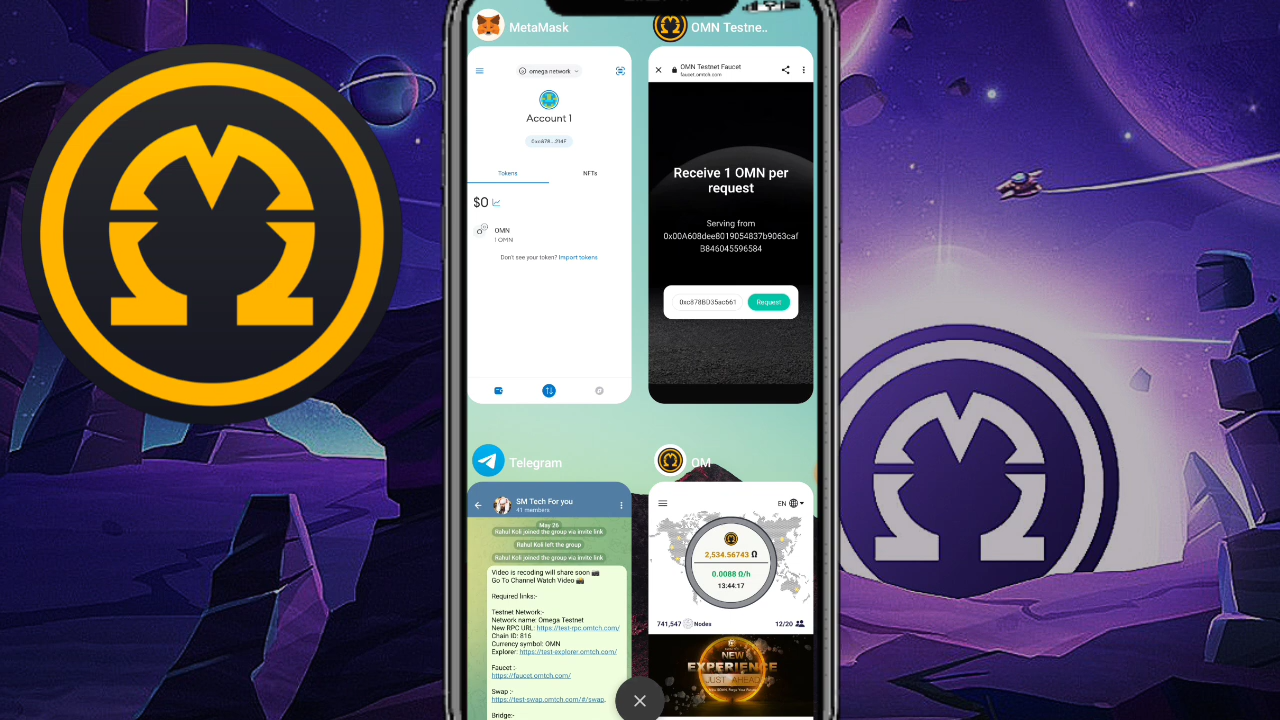 MetaMask
omega network
Account 1
Tokens
NFTs
$0
OMN
1 OMN
Don't see your token? Import tokens
OMN Testne..
OMN Testnet Faucet
faucet.omtch.com
Receive 1 OMN per
request
Serving from
0x00A608dee8019054837b9063caf
B846045596584
0xc878BD35ac661
Request
Telegram
SM Tech For you
41 members
May 26
Rahul Koli joined the group via invite link
Rahul Koli left the group
Rahul Koli joined the group via invite link
Video is recoding will share soon 📸
Go To Channel Watch Video 📸
Required links:-
Testnet Network:-
Network name: Omega Testnet
New RPC URL: https://test-rpc.omtch.com/
Chain ID: 816
Currency symbol: OMN
Explorer: https://test-explorer.omtch.com/
Faucet :
https://faucet.omtch.com/
Swap :-
https://test-swap.omtch.com/#/swap.
Bridge:-
OM
EN
2,534.56743 Ω
0.0088 Ω/h
13:44:17
741,547 Nodes
12/20
NEW
EXPERIENCE
JUST AHEAD